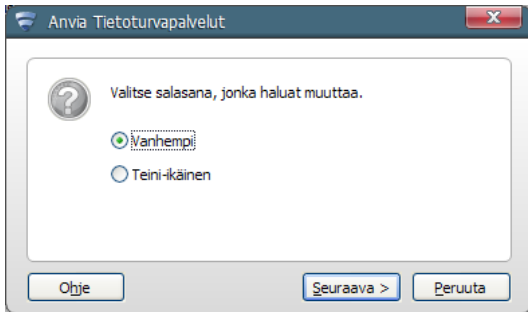 Anvia Tietoturvapalvelut
Valitse salasana, jonka haluat muuttaa.
Vanhempi
Teini-ikäinen
Ohje Seuraava > Peruuta